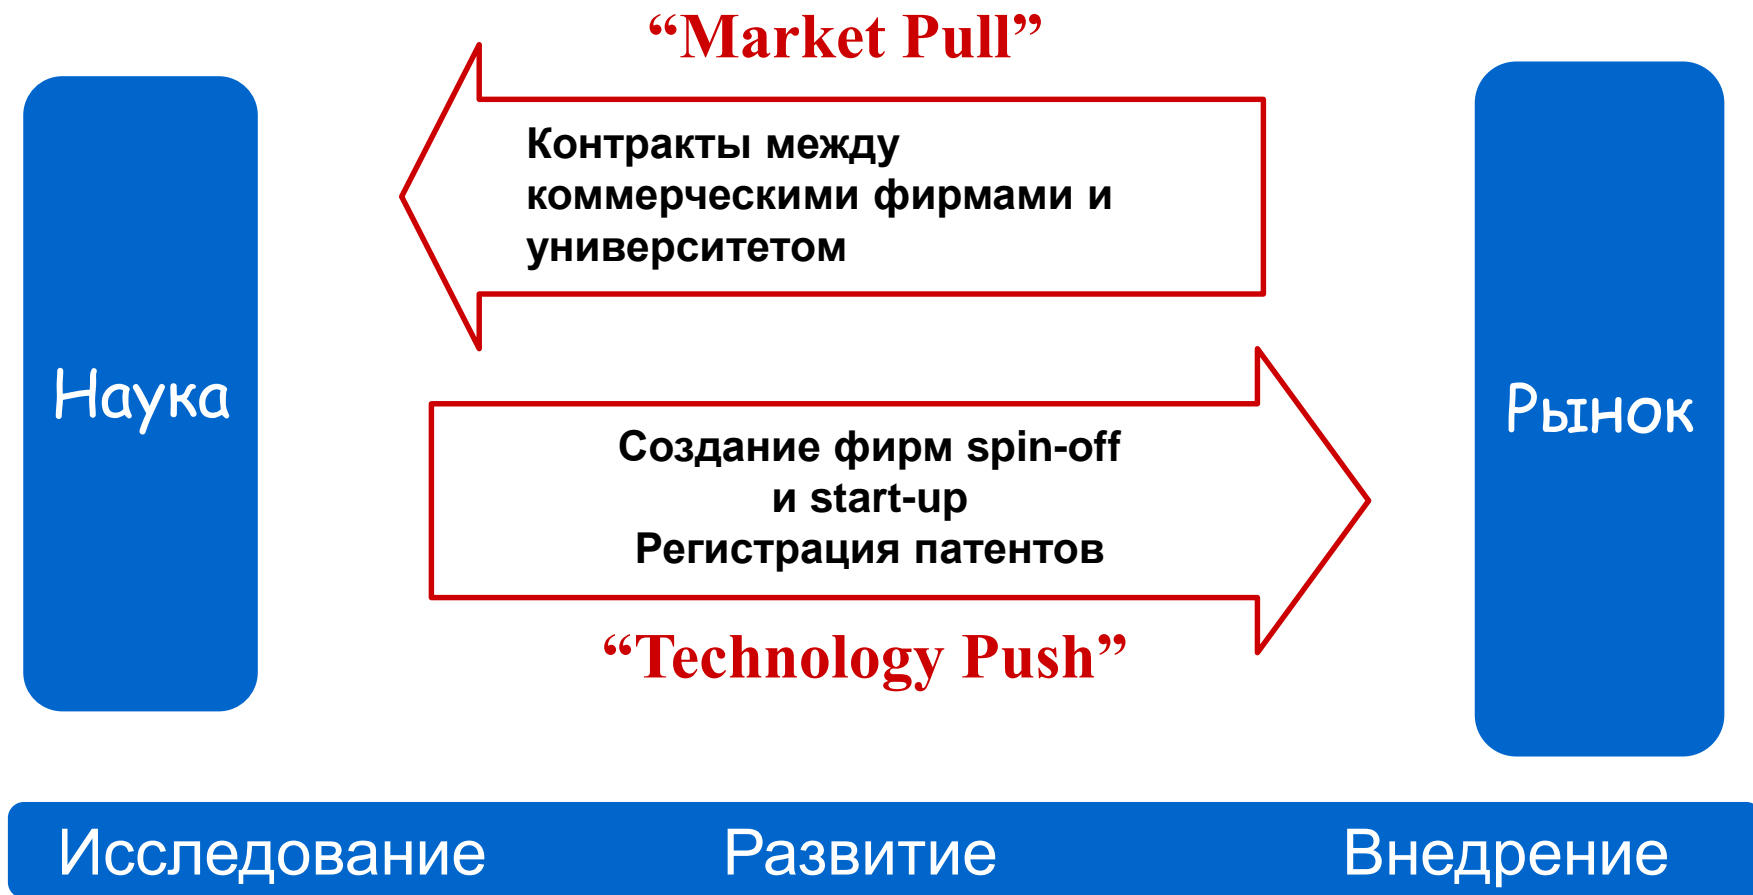 “Market Pull”
Контракты между
коммерческими фирмами и
университетом
Наука
Рынок
Создание фирм spin-off
и start-up
Регистрация патентов
“Technology Push”
Исследование Развитие Внедрение